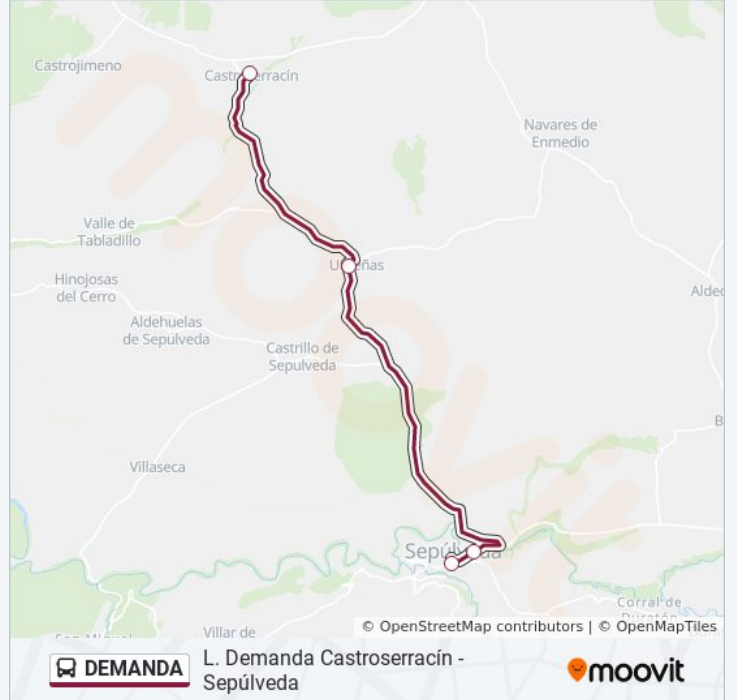 Castrojimeno
Castroserracín
Navares de
Enmedio
Valle de
Tabladillo
Urueñas
Hinojosas
del Cerro
Aldehuelas
de Sepulveda
Castrillo de
Sepulveda
Villaseca
Sepúlveda
Corral de
Villar de
© OpenStreetMap contributors | © OpenMapTiles
DEMANDA
L. Demanda Castroserracín -
Sepúlveda
moovit